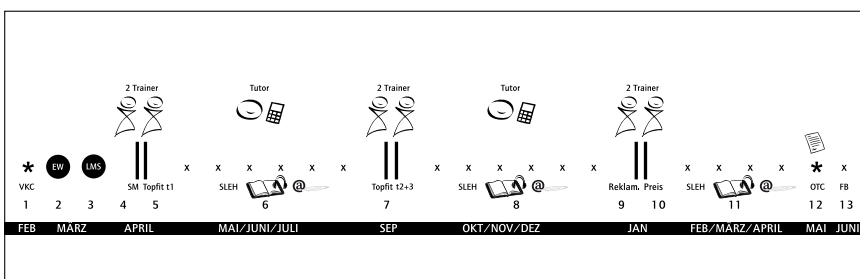 2 Trainer Tutor 2 Trainer Tutor 2 Trainer
* EW LMS x x x x x x x x x x x x x x x x * x
VKC SM Topfit t1 SLEH @ Topfit t2+3 SLEH @ Reklam. Preis SLEH @ OTC FB
1 2 3 4 5 6 7 8 9 10 11 12 13
FEB MÄRZ APRIL MAI/JUNI/JULI SEP OKT/NOV/DEZ JAN FEB/MÄRZ/APRIL MAI JUNI